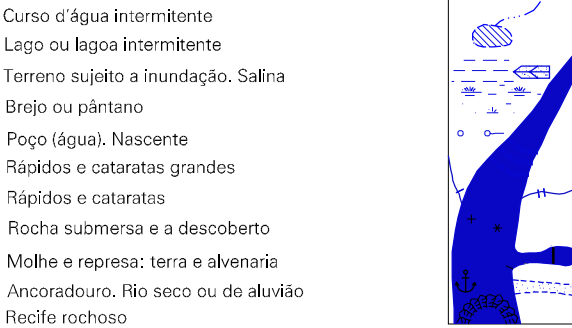 Curso d'água intermitente
Lago ou lagoa intermitente
Terreno sujeito a inundação. Salina
Brejo ou pântano
Poço (água). Nascente
Rápidos e cataratas grandes
Rápidos e cataratas
Rocha submersa e a descoberto
Molhe e represa: terra e alvenaria
Ancoradouro. Rio seco ou de aluvião
Recife rochoso